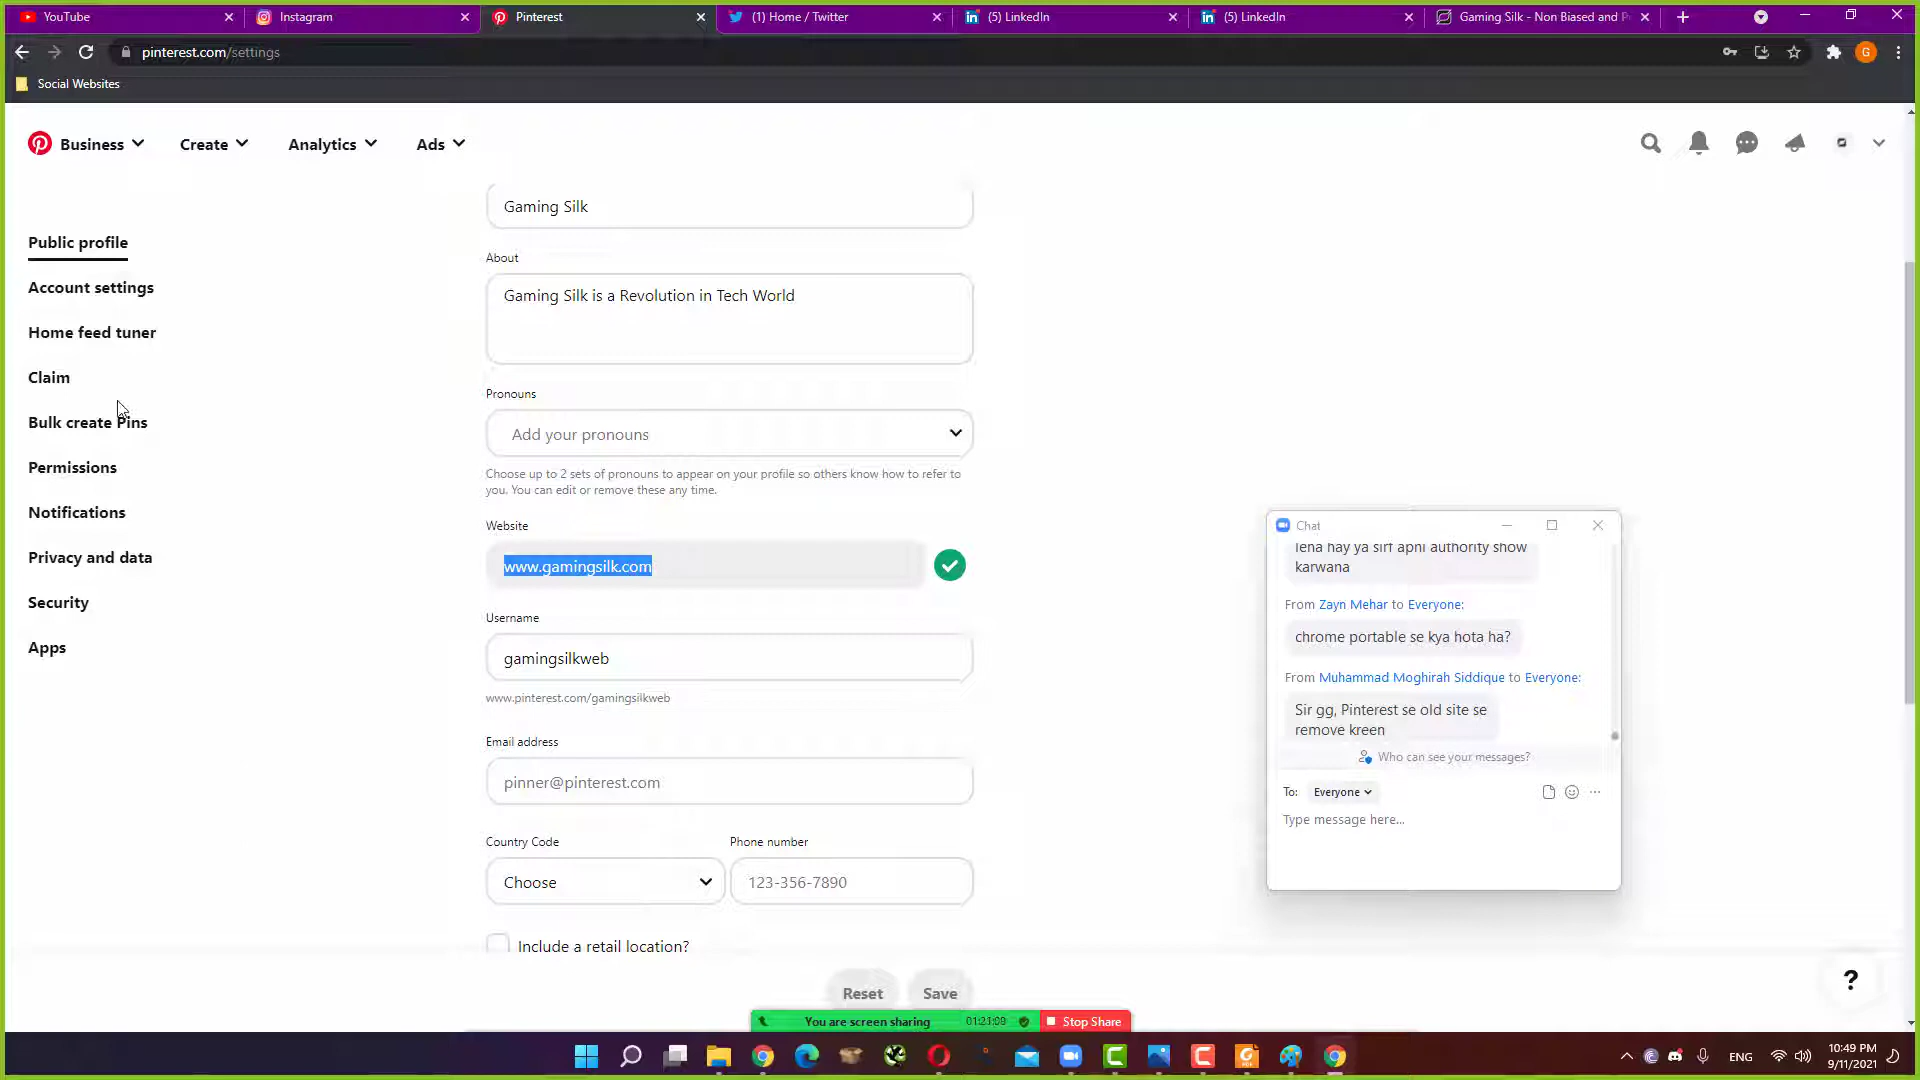 YouTube
Instagram
Pinterest
(1) Home / Twitter
(5) LinkedIn
(5) LinkedIn
Gaming Silk - Non Biased and P
pinterest.com/settings
G
Social Websites
Business
Create
Analytics
Ads
Public profile
Account settings
Home feed tuner
Claim
Bulk create Pins
Permissions
Notifications
Privacy and data
Security
Apps
Gaming Silk
About
Gaming Silk is a Revolution in Tech World
Pronouns
Add your pronouns
Choose up to 2 sets of pronouns to appear on your profile so others know how to refer to
you. You can edit or remove these any time.
Website
www.gamingsilk.com
Username
gamingsilkweb
www.pinterest.com/gamingsilkweb
Email address
pinner@pinterest.com
Country Code
Phone number
Choose
123-356-7890
Include a retail location?
Reset
Save
Chat
lena hay ya sirf apni authority show
karwana
From Zayn Mehar to Everyone:
chrome portable se kya hota ha?
From Muhammad Moghirah Siddique to Everyone:
Sir gg, Pinterest se old site se
remove kreen
Who can see your messages?
To: Everyone
Type message here...
?
You are screen sharing
01:21:09
Stop Share
ENG
10:49 PM
9/11/2021